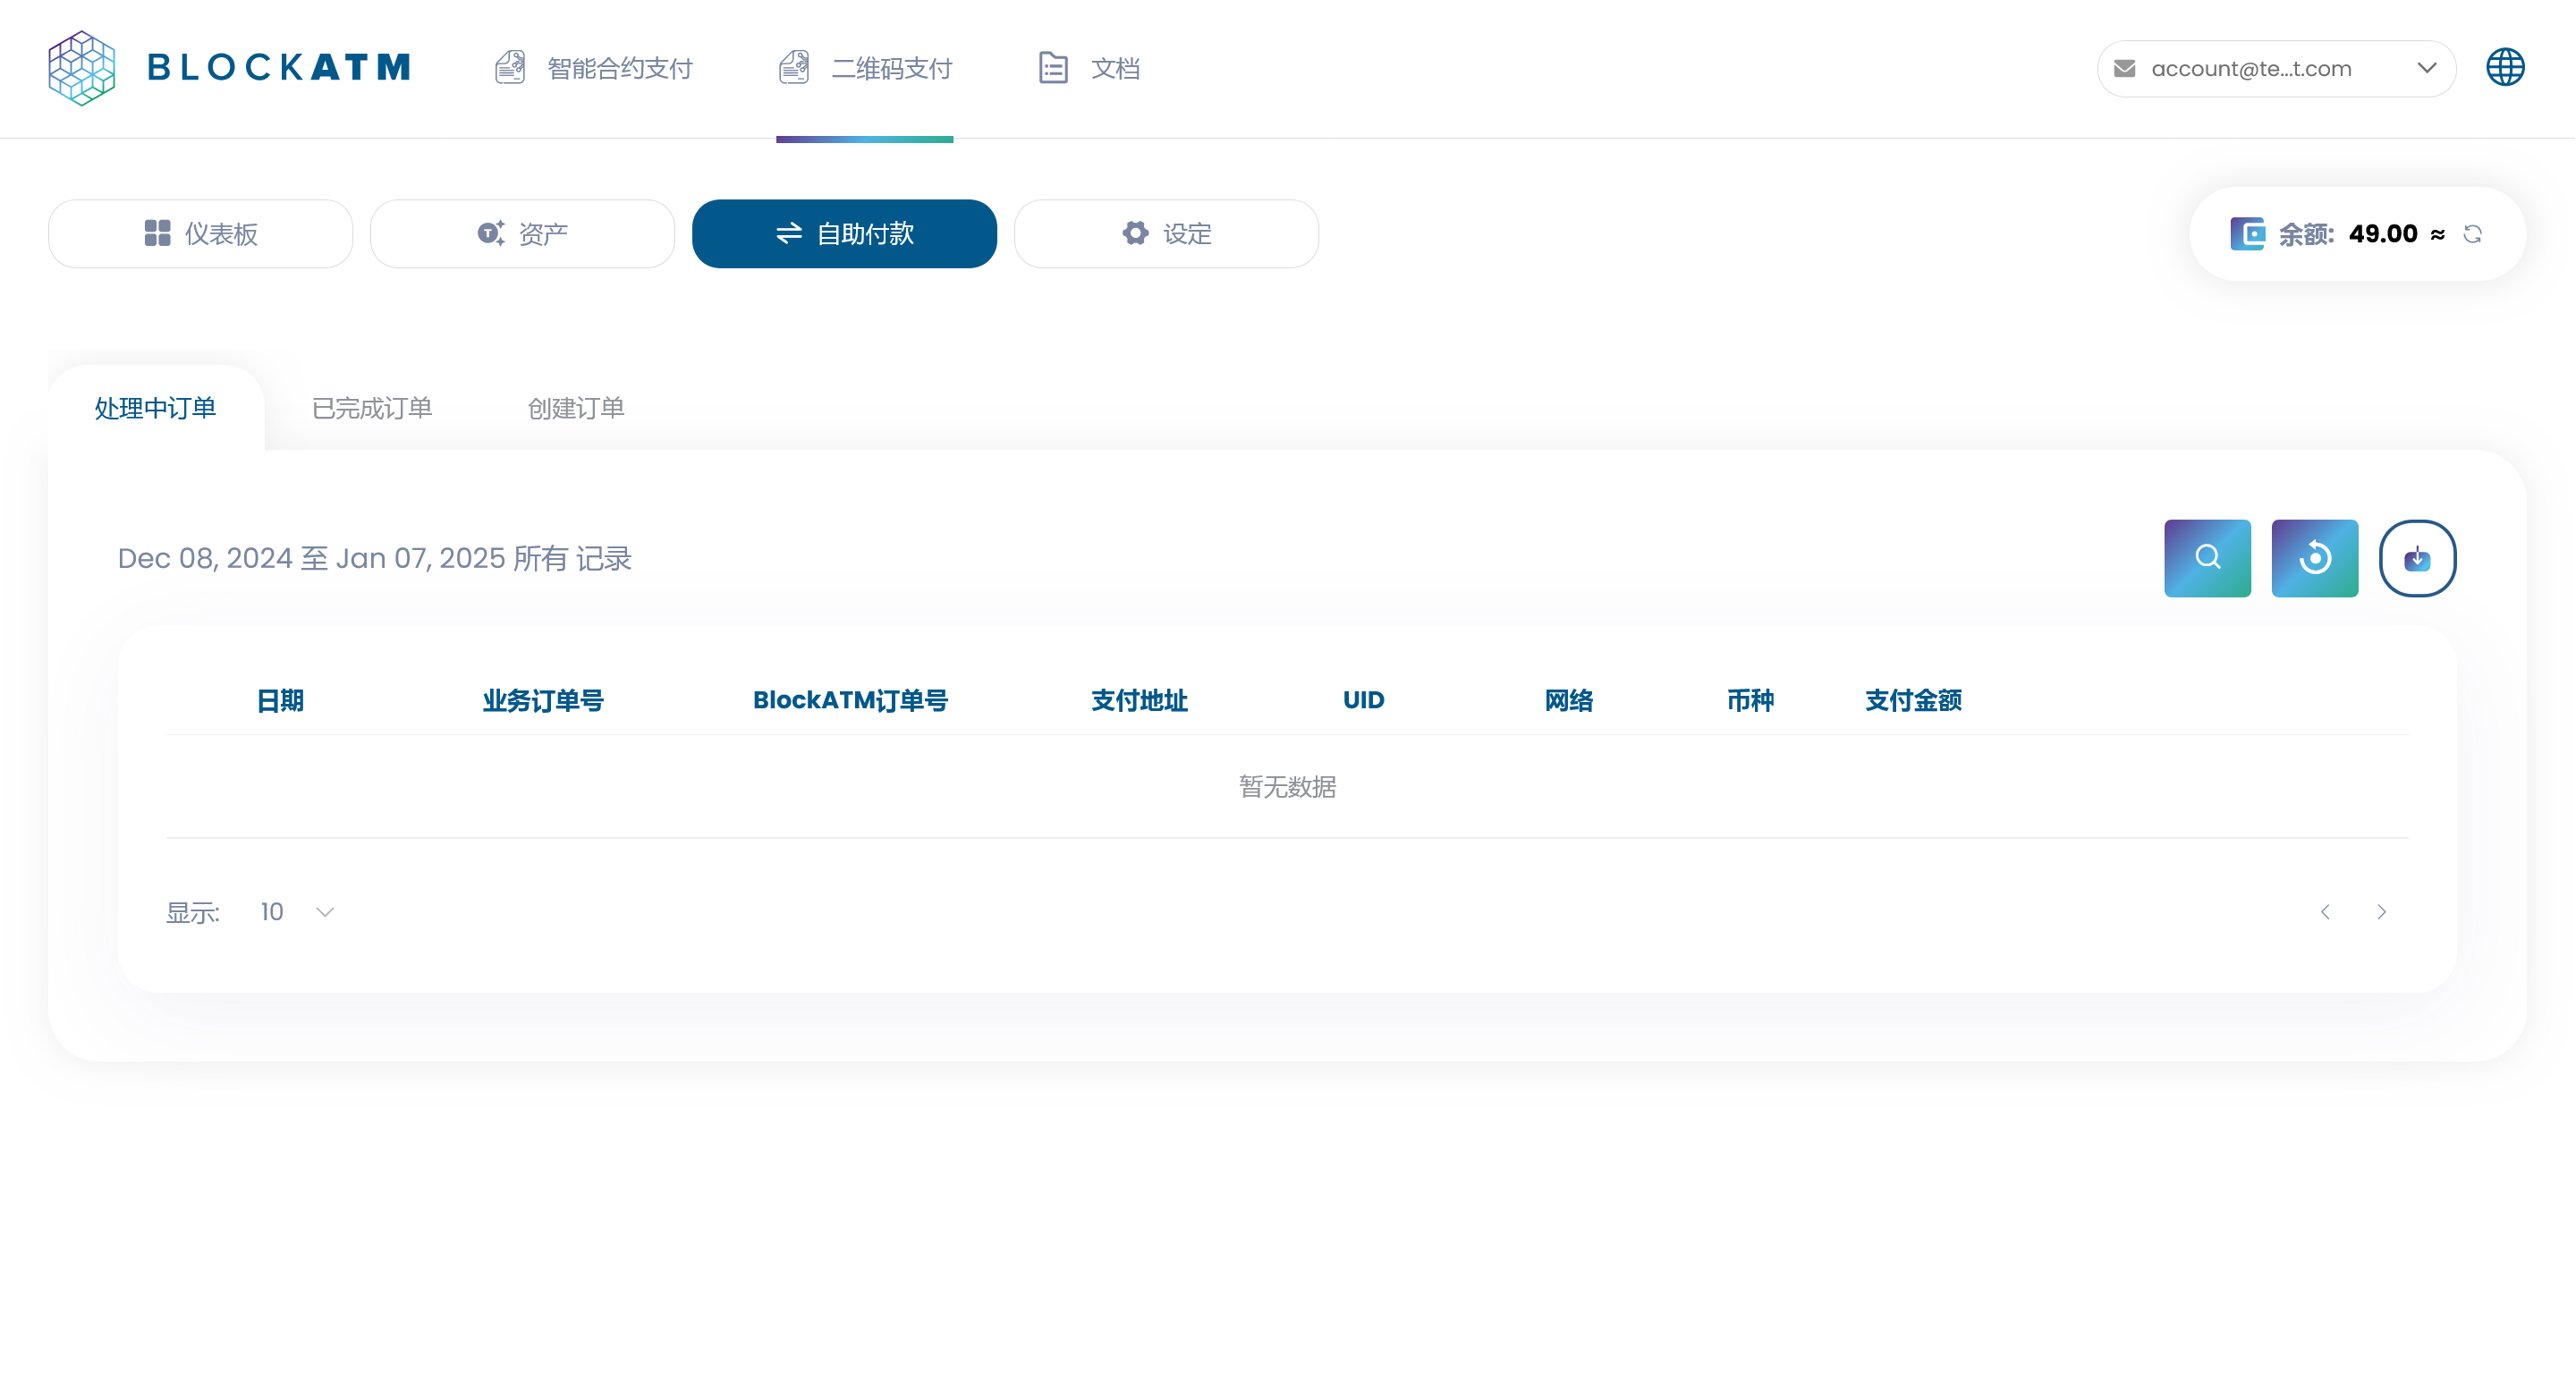 BLOCKATM 智能合约支付 二维码支付 文档 account@te...t.com
仪表板 资产 自助付款 设定 余额: 49.00 ≈
处理中订单 已完成订单 创建订单
Dec 08, 2024 至 Jan 07, 2025 所有 记录
日期 业务订单号 BlockATM订单号 支付地址 UID 网络 币种 支付金额
暂无数据
显示: 10